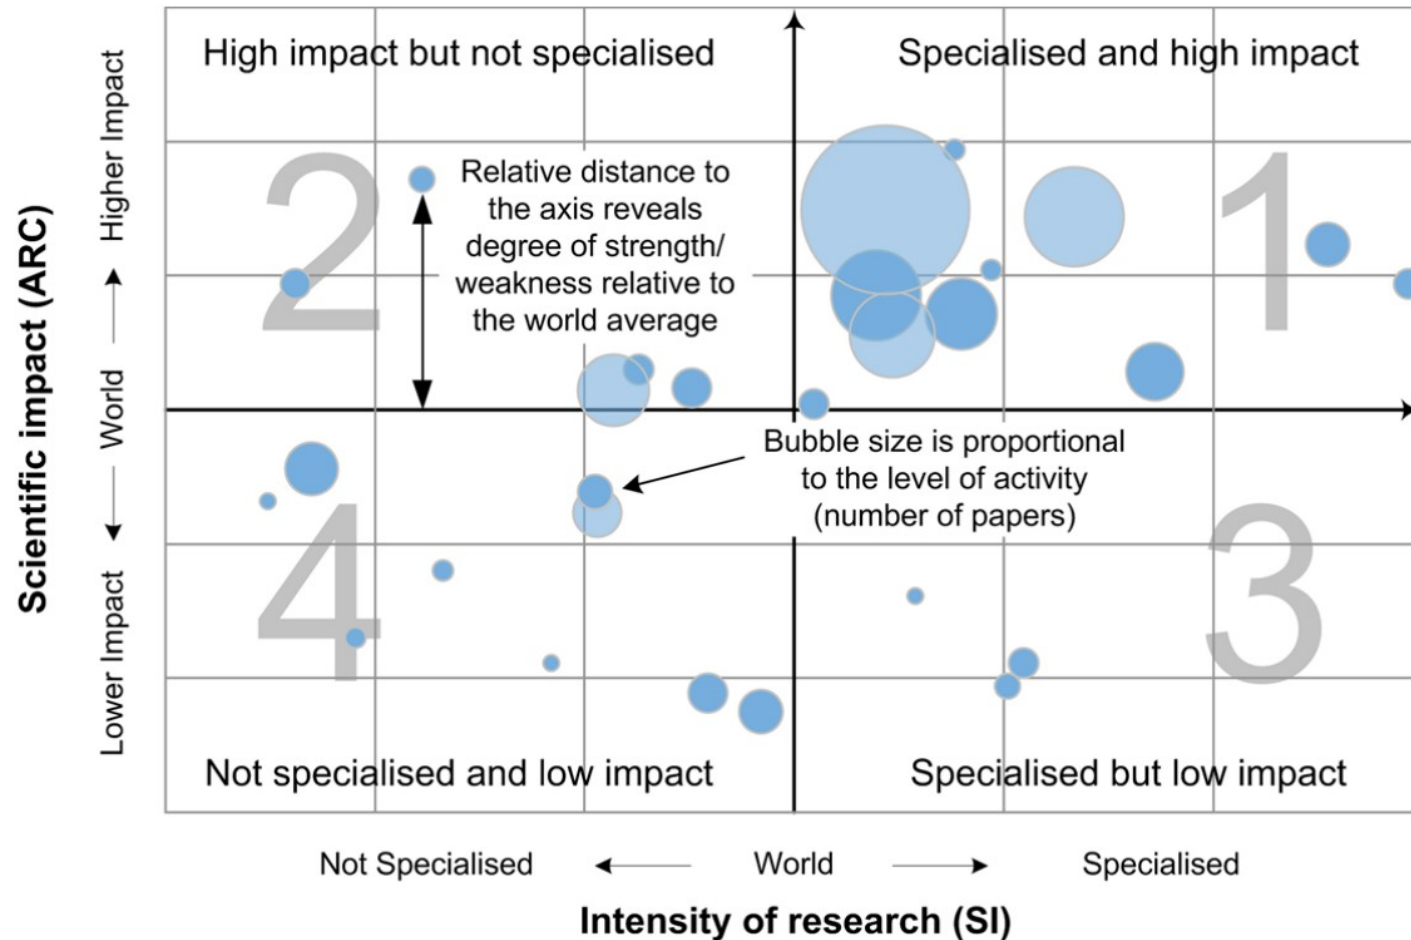 High impact but not specialised
Specialised and high impact
2
1
Relative distance to
the axis reveals
degree of strength/
weakness relative to
the world average
Scientific impact (ARC)
Higher Impact
World
Lower Impact
Bubble size is proportional
to the level of activity
(number of papers)
4
3
Not specialised and low impact
Specialised but low impact
Not Specialised
World
Specialised
Intensity of research (SI)